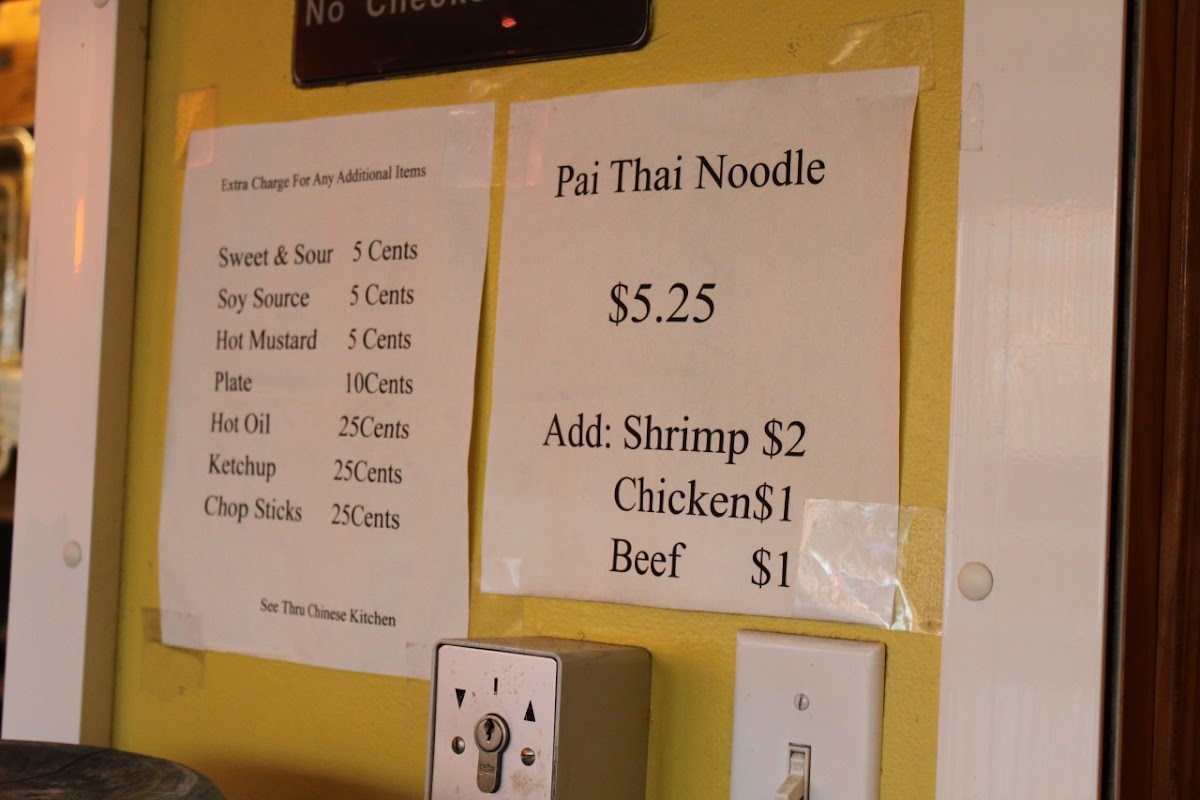 No Checks
Extra Charge For Any Additional Items
Sweet & Sour 5 Cents
Soy Source 5 Cents
Hot Mustard 5 Cents
Plate 10Cents
Hot Oil 25Cents
Ketchup 25Cents
Chop Sticks 25Cents
See Thru Chinese Kitchen
Pai Thai Noodle
$5.25
Add: Shrimp $2
Chicken$1
Beef $1